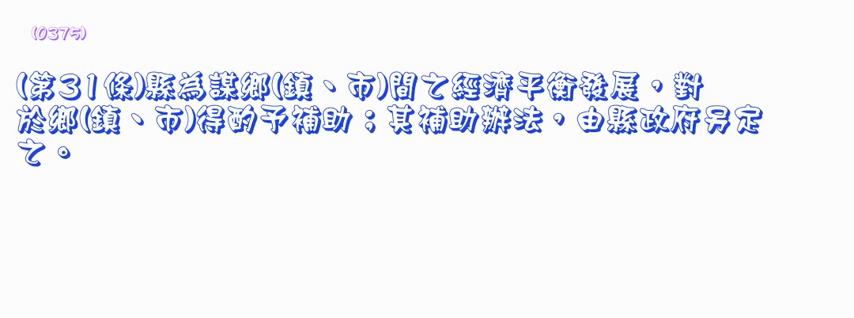 (0375)
(第31條)縣為謀鄉(鎮、市)間之經濟平衡發展，對
於鄉(鎮、市)得酌予補助；其補助辦法，由縣政府另定
之。